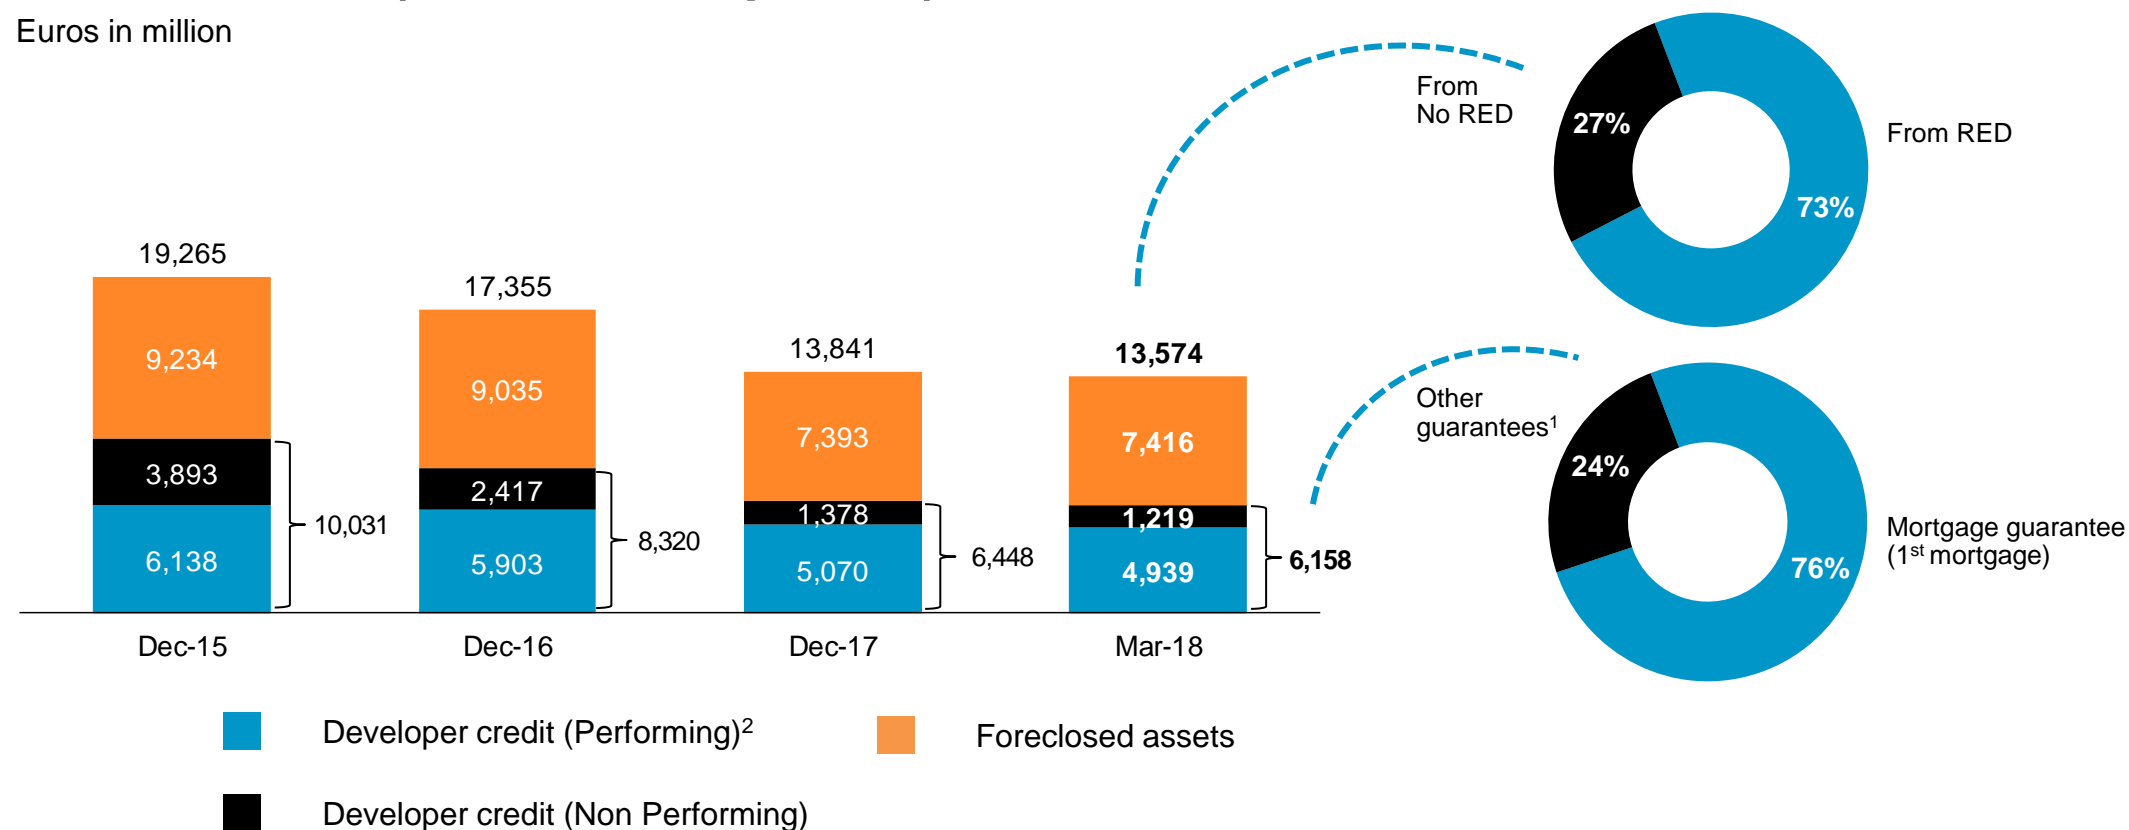 Euros in million
19,265
9,234
3,893
6,138
10,031
17,355
9,035
2,417
5,903
8,320
13,841
7,393
1,378
5,070
6,448
13,574
7,416
1,219
4,939
6,158
Dec-15
Dec-16
Dec-17
Mar-18
From
No RED
27%
73%
From RED
Other
guarantees¹
24%
76%
Mortgage guarantee
(1st mortgage)
Developer credit (Performing)²
Foreclosed assets
Developer credit (Non Performing)